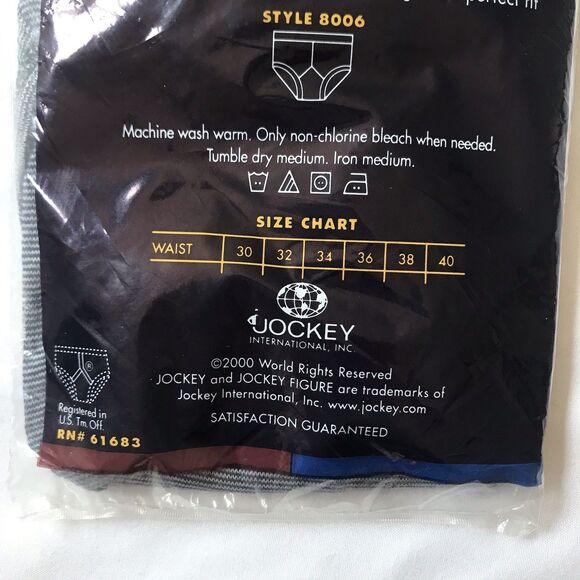 perfect fit
STYLE 8006
Machine wash warm. Only non-chlorine bleach when needed.
Tumble dry medium. Iron medium.
SIZE CHART
WAIST 30 32 34 36 38 40
JOCKEY
INTERNATIONAL, INC.
©2000 World Rights Reserved
JOCKEY and JOCKEY FIGURE are trademarks of
Jockey International, Inc. www.jockey.com
SATISFACTION GUARANTEED
®
Registered in
U.S. Tm. Off.
RN# 61683